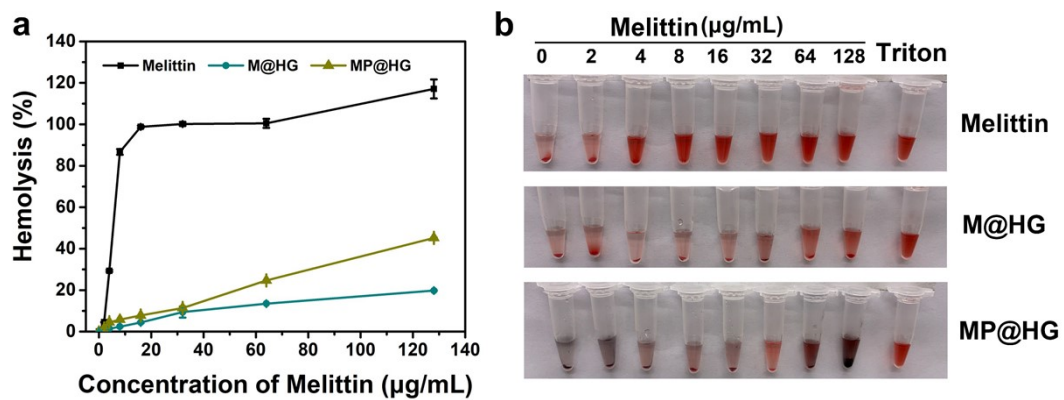 a
140
120
100
80
60
40
20
0
Hemolysis (%)
Melittin M@HG MP@HG
0 20 40 60 80 100 120 140
Concentration of Melittin (μg/mL)
b
Melittin(μg/mL)
0 2 4 8 16 32 64 128 Triton
Melittin
M@HG
MP@HG